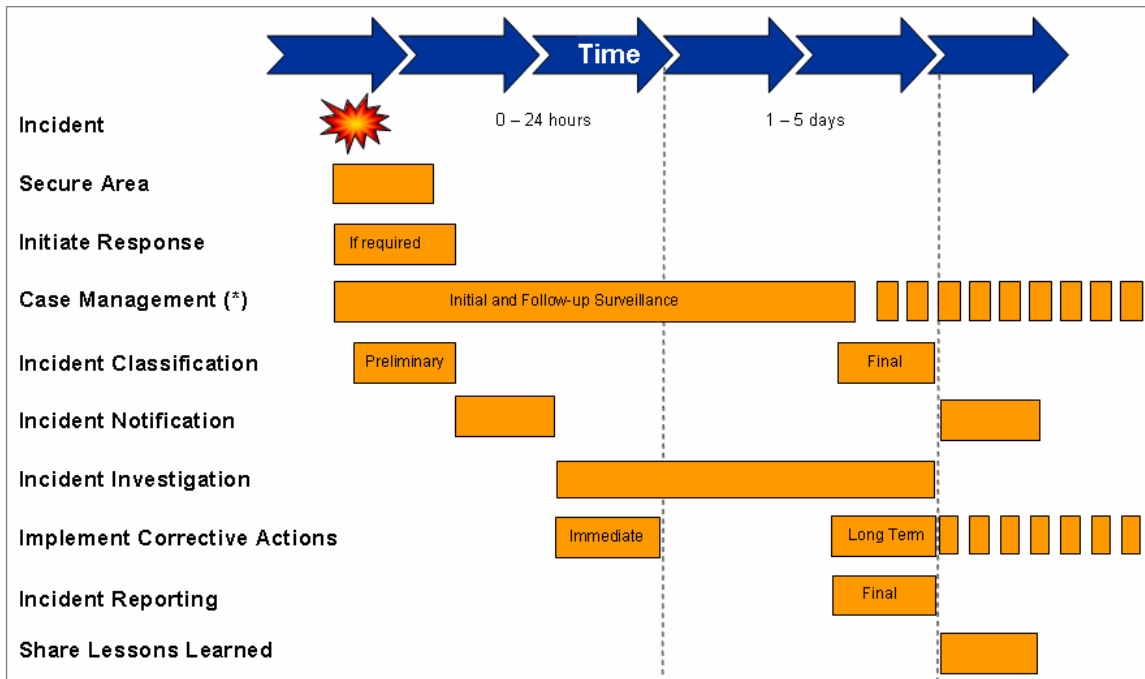 Time
Incident
0 – 24 hours
1 – 5 days
Secure Area
Initiate Response
If required
Case Management (*)
Initial and Follow-up Surveillance
Incident Classification
Preliminary
Final
Incident Notification
Incident Investigation
Implement Corrective Actions
Immediate
Long Term
Incident Reporting
Final
Share Lessons Learned